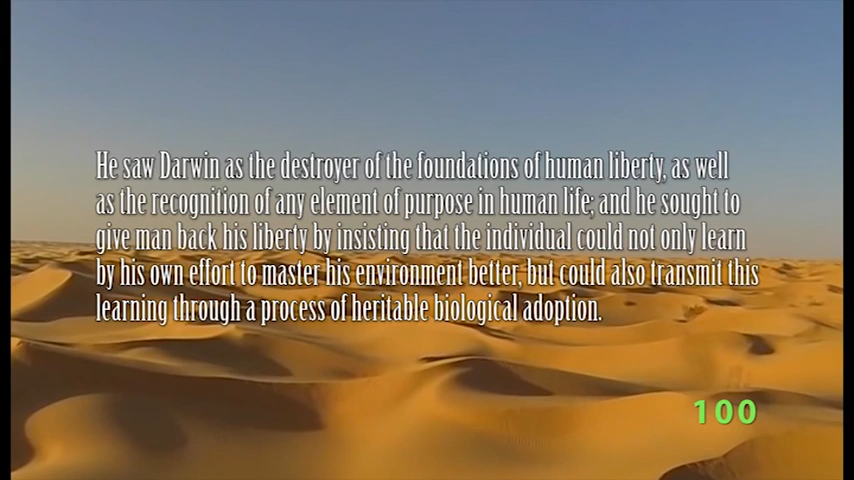 He saw Darwin as the destroyer of the foundations of human liberty, as well
as the recognition of any element of purpose in human life; and he sought to
give man back his liberty by insisting that the individual could not only learn
by his own effort to master his environment better, but could also transmit this
learning through a process of heritable biological adoption.
100